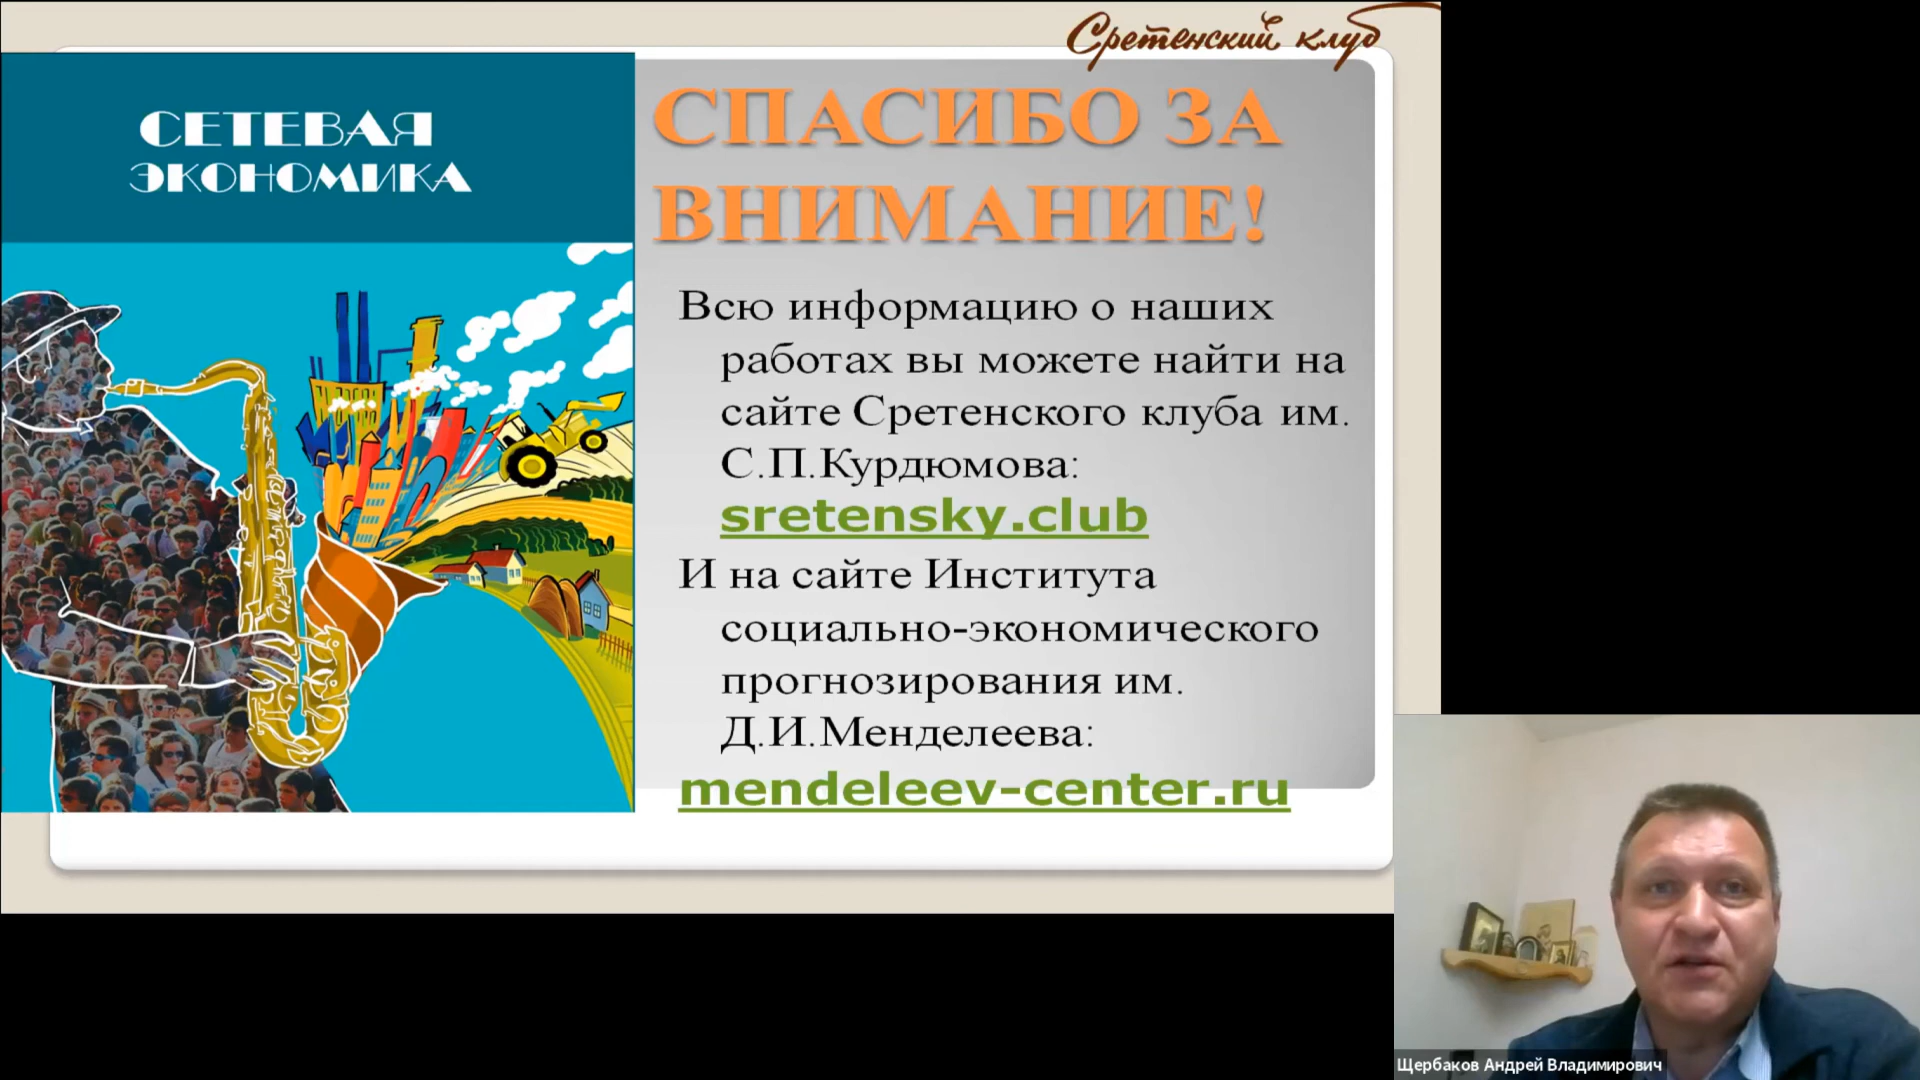 Сретенский клуб
СЕТЕВАЯ
ЭКОНОМИКА
СПАСИБО ЗА
ВНИМАНИЕ!
Всю информацию о наших
работах вы можете найти на
сайте Сретенского клуба им.
С.П.Курдюмова:
sretensky.club
И на сайте Института
социально-экономического
прогнозирования им.
Д.И.Менделеева:
mendeleev-center.ru
Щербаков Андрей Владимирович